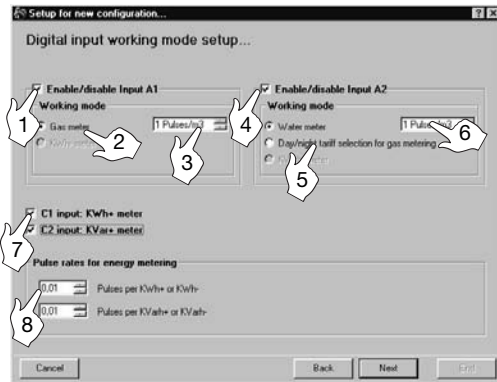 Setup for new configuration...
Digital input working mode setup...
Enable/disable Input A1
Working mode
Gas meter
1 Pulses/m3
1
2
3
Enable/disable Input A2
Working mode
Water meter
1 Pulses/m3
Day/night tariff selection for gas metering
4
5
6
C1 input: KWh+ meter
C2 input: KVar+ meter
7
Pulse rates for energy metering
0,01 Pulses per KWh+ or KWh-
0,01 Pulses per KVarh+ or KVarh-
8
Cancel
Back
Next
End